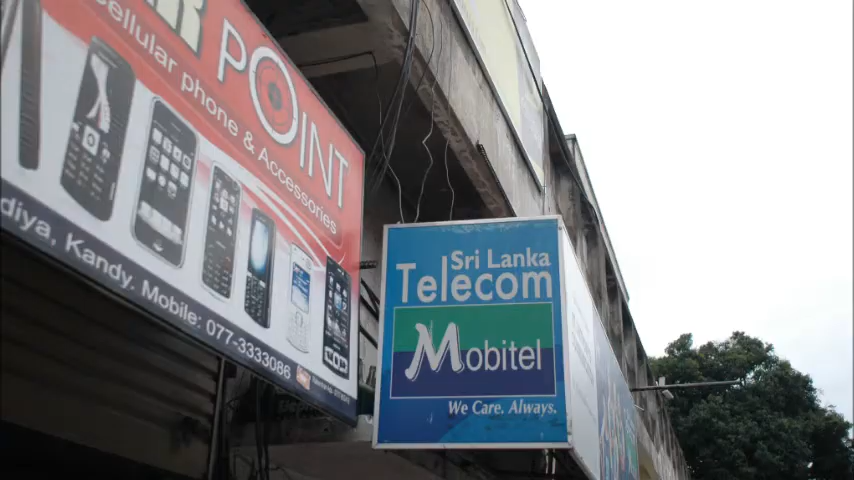 POINT
cellular phone & Accessories
diya, Kandy. Mobile: 077-3333086
Sri Lanka
Telecom
Mobitel
We Care. Always.